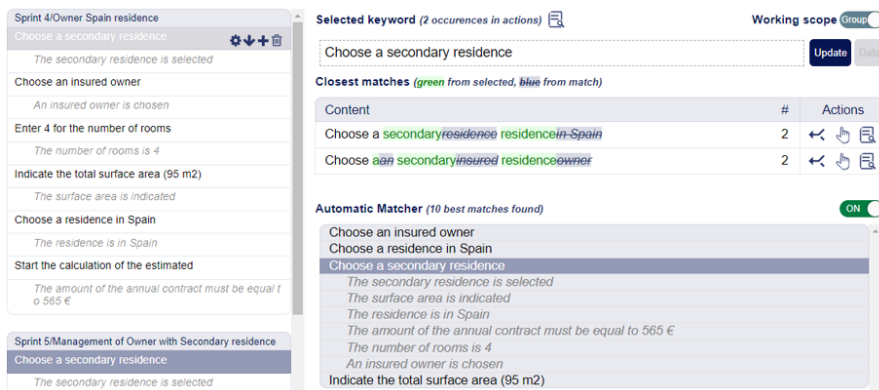 Sprint 4/Owner Spain residence
Choose a secondary residence
The secondary residence is selected
Choose an insured owner
An insured owner is chosen
Enter 4 for the number of rooms
The number of rooms is 4
Indicate the total surface area (95 m2)
The surface area is indicated
Choose a residence in Spain
The residence is in Spain
Start the calculation of the estimated
The amount of the annual contract must be equal t
o 565 €
Sprint 5/Management of Owner with Secondary residence
Choose a secondary residence
The secondary residence is selected
Selected keyword (2 occurences in actions)
Working scope Group
Choose a secondary residence
Update Data
Closest matches (green from selected, blue from match)
Content # Actions
Choose a secondaryresidence residencein Spain 2
Choose aan secondaryinsured residenceowner 2
Automatic Matcher (10 best matches found)
ON
Choose an insured owner
Choose a residence in Spain
Choose a secondary residence
The secondary residence is selected
The surface area is indicated
The residence is in Spain
The amount of the annual contract must be equal to 565 €
The number of rooms is 4
An insured owner is chosen
Indicate the total surface area (95 m2)